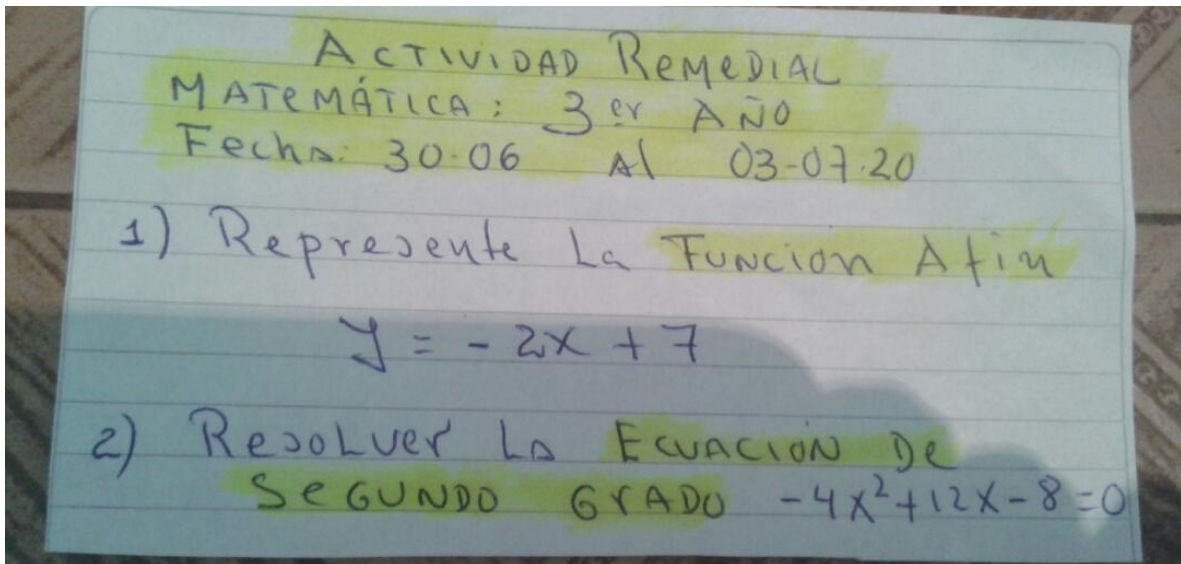 ACTIVIDAD REMEDIAL
MATEMÁTICA: 3er AÑO
Fecha: 30-06 Al 03-07-20
1) Represente La FUNCION Afin
y = - 2x + 7
2) Resolver La ECUACIÓN De
SEGUNDO GRADO -4x²+12x-8=0